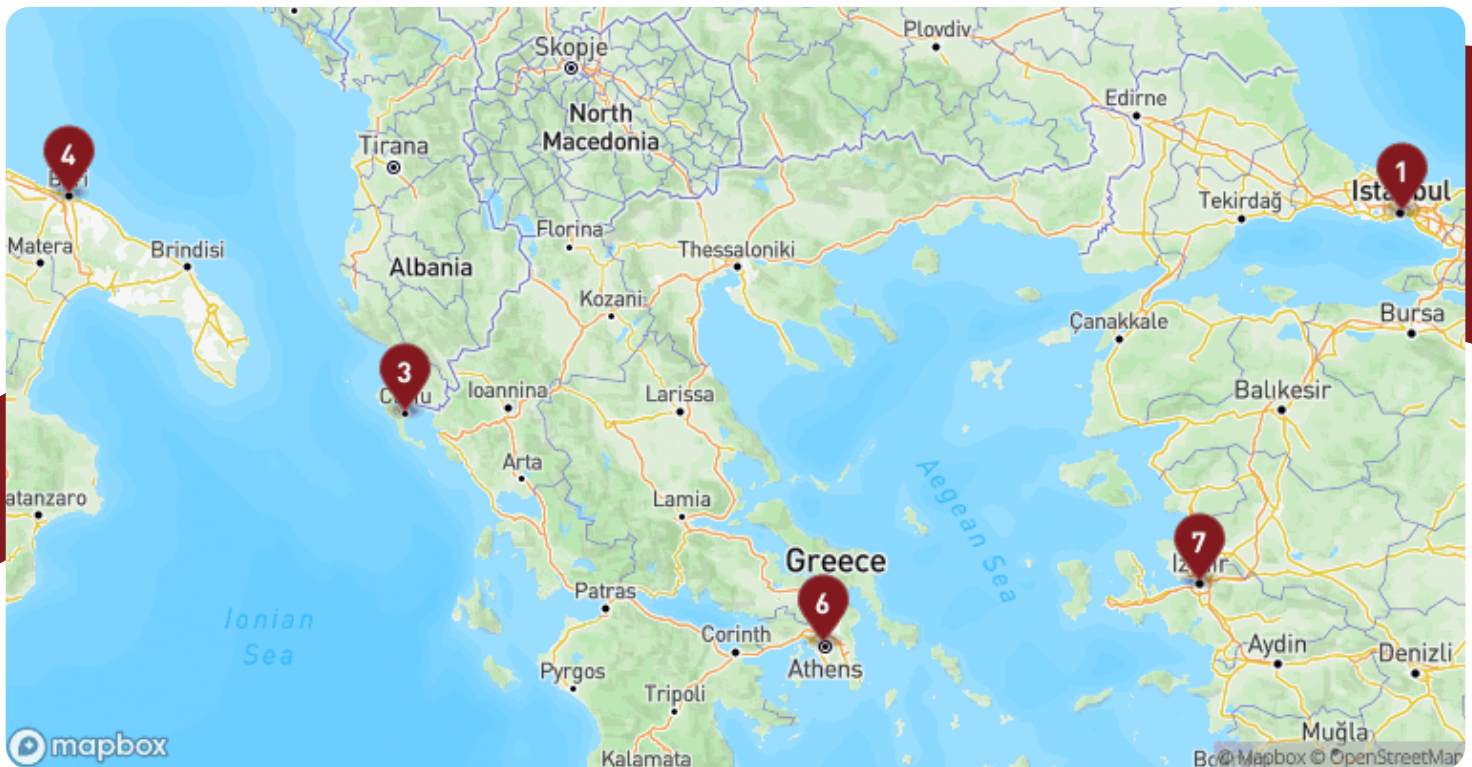 Plovdiv
Skopje
Edirne
North
Macedonia
4
Tirana
1
Tekirdağ
Matera
Brindisi
Florina
Thessaloniki
Albania
Kozani
Çanakkale
Bursa
3
Ioannina
Larissa
Balıkesir
Arta
Aegean Sea
atanzaro
Lamia
7
Greece
Patras
6
Ionian
Sea
Corinth
Aydin
Denizli
Athens
Pyrgos
Tripoli
Muğla
mapbox
Kalamata
© Mapbox © OpenStreetMap